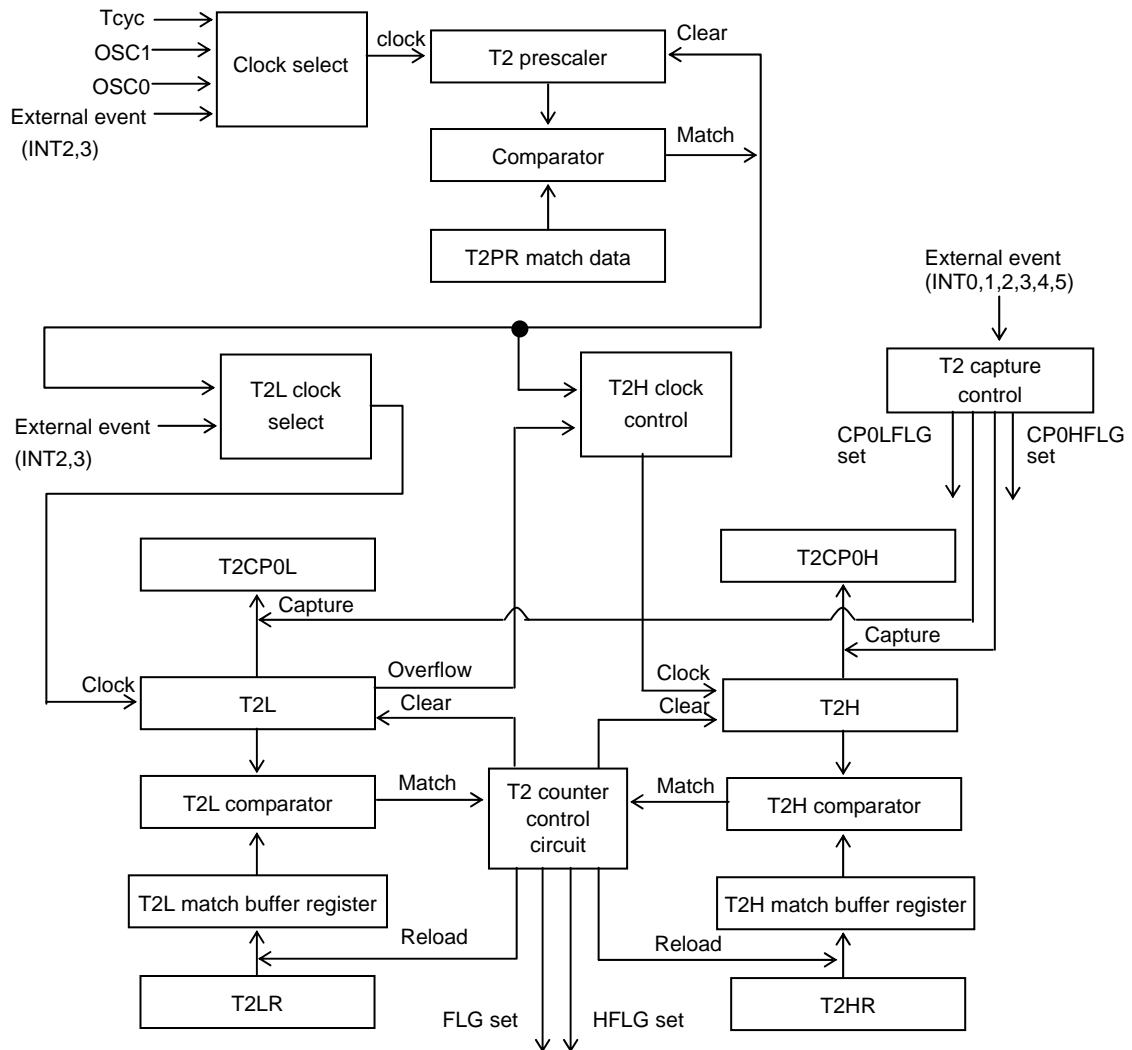 Tcyc
OSC1
OSC0
External event
(INT2,3)
Clock select
clock
T2 prescaler
Clear
Comparator
Match
T2PR match data
External event
(INT0,1,2,3,4,5)
T2 capture
control
CP0LFLG
set
CP0HFLG
set
T2L clock
select
External event
(INT2,3)
T2H clock
control
T2CP0L
T2CP0H
Capture
Capture
Overflow
Clock
T2L
Clear
Clock
Clear
T2H
T2L comparator
Match
T2 counter
control
circuit
Match
T2H comparator
T2L match buffer register
T2H match buffer register
Reload
Reload
T2LR
T2HR
FLG set
HFLG set